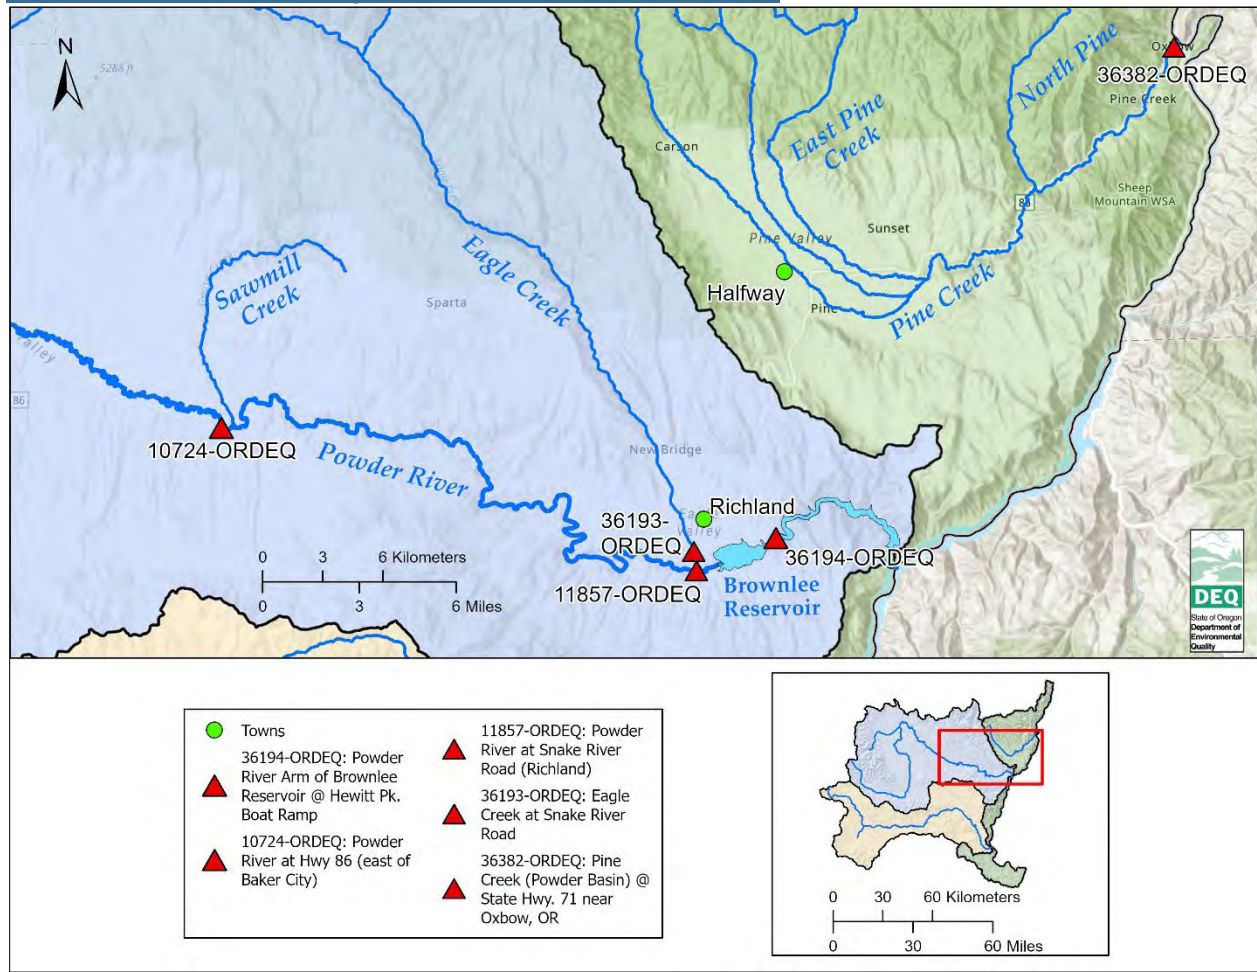 N
5288 ft
Carson
East Pine
Creek
North Pine
Oxbow
36382-ORDEQ
Pine Creek
86
Sheep
Mountain WSA
Sunset
Pine Valley
Halfway
Pine
Pine Creek
Eagle Creek
Sawmill
Creek
Sparta
Valley
86
10724-ORDEQ
Powder River
New Bridge
Richland
Valley
36193-
ORDEQ
36194-ORDEQ
11857-ORDEQ
Brownlee
Reservoir
0 3 6 Kilometers
0 3 6 Miles
DEQ
State of Oregon
Department of
Environmental
Quality
Towns
36194-ORDEQ: Powder
River Arm of Brownlee
Reservoir @ Hewitt Pk.
Boat Ramp
10724-ORDEQ: Powder
River at Hwy 86 (east of
Baker City)
11857-ORDEQ: Powder
River at Snake River
Road (Richland)
36193-ORDEQ: Eagle
Creek at Snake River
Road
36382-ORDEQ: Pine
Creek (Powder Basin) @
State Hwy. 71 near
Oxbow, OR
0 30 60 Kilometers
0 30 60 Miles